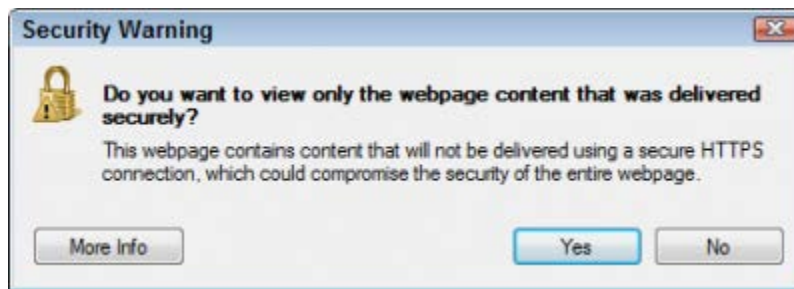 Security Warning
Do you want to view only the webpage content that was delivered
securely?
This webpage contains content that will not be delivered using a secure HTTPS
connection, which could compromise the security of the entire webpage.
More Info
Yes
No